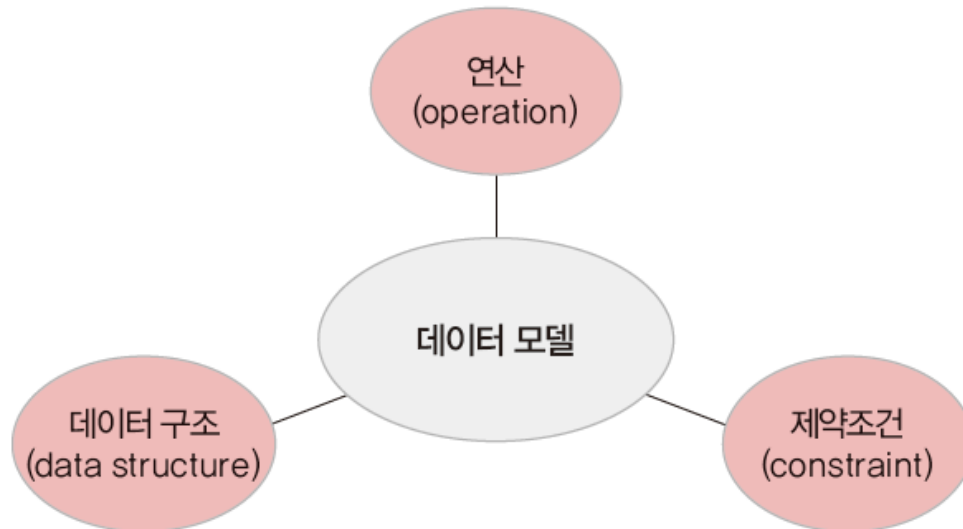 연산
(operation)
데이터 모델
데이터 구조
(data structure)
제약조건
(constraint)